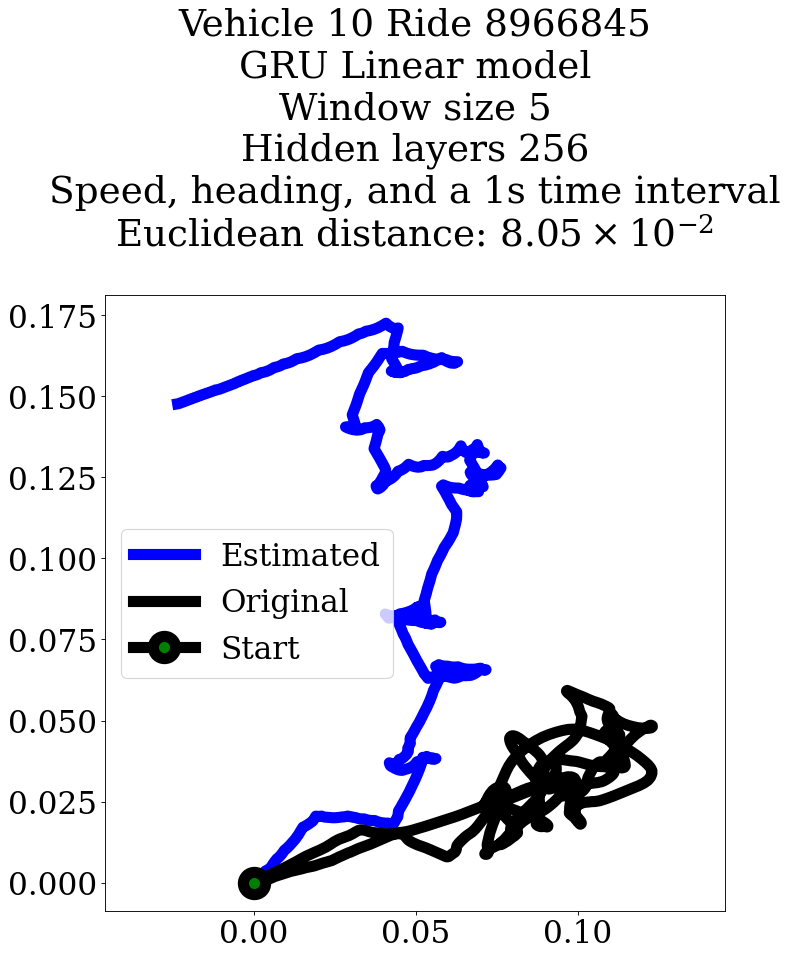 Vehicle 10 Ride 8966845
GRU Linear model
Window size 5
Hidden layers 256
Speed, heading, and a 1s time interval
Euclidean distance: 8.05 × 10⁻²
0.175
0.150
0.125
0.100
0.075
0.050
0.025
0.000
Estimated
Original
Start
0.00 0.05 0.10